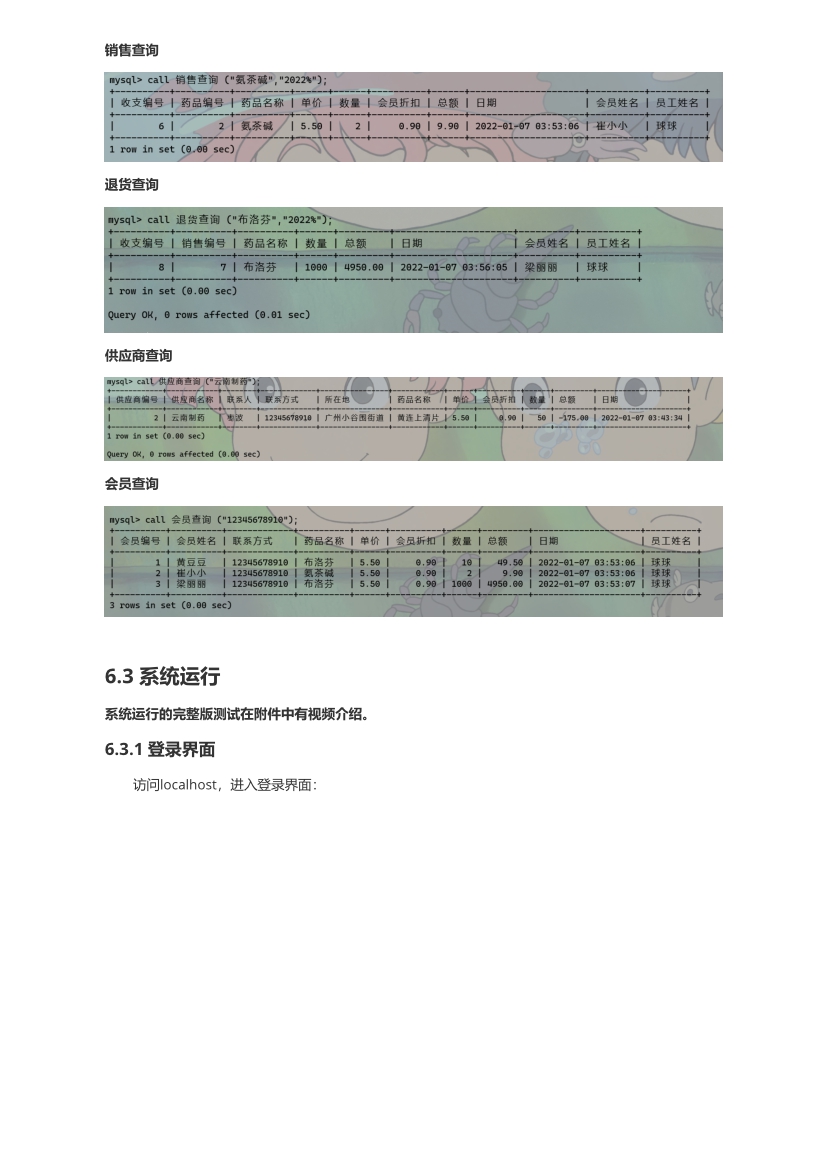 销售查询
mysql> call 销售查询 ("氨茶碱","2022%");
| 收支编号 | 药品编号 | 药品名称 | 单价 | 数量 | 会员折扣 | 总额 | 日期 | 会员姓名 | 员工姓名 |
| 6 | 2 | 氨茶碱 | 5.50 | 2 | 0.90 | 9.90 | 2022-01-07 03:53:06 | 崔小小 | 球球 |
1 row in set (0.00 sec)
退货查询
mysql> call 退货查询 ("布洛芬","2022%");
| 收支编号 | 销售编号 | 药品名称 | 数量 | 总额 | 日期 | 会员姓名 | 员工姓名 |
| 8 | 7 | 布洛芬 | 1000 | 4950.00 | 2022-01-07 03:56:05 | 梁丽丽 | 球球 |
1 row in set (0.00 sec)
Query OK, 0 rows affected (0.01 sec)
供应商查询
mysql> call 供应商查询 ("云南制药");
| 供应商编号 | 供应商名称 | 联系人 | 联系方式 | 所在地 | 药品名称 | 单价 | 会员折扣 | 数量 | 总额 | 日期 |
| 2 | 云南制药 | 波 | 12345678910 | 广州小谷围街道 | 黄连上清片 | 5.50 | 0.90 | 50 | -175.00 | 2022-01-07 03:43:34 |
1 row in set (0.00 sec)
Query OK, 0 rows affected (0.00 sec)
会员查询
mysql> call 会员查询 ("12345678910");
| 会员编号 | 会员姓名 | 联系方式 | 药品名称 | 单价 | 会员折扣 | 数量 | 总额 | 日期 | 员工姓名 |
| 1 | 黄豆豆 | 12345678910 | 布洛芬 | 5.50 | 0.90 | 10 | 49.50 | 2022-01-07 03:53:06 | 球球 |
| 2 | 崔小小 | 12345678910 | 氨茶碱 | 5.50 | 0.90 | 2 | 9.90 | 2022-01-07 03:53:06 | 球球 |
| 3 | 梁丽丽 | 12345678910 | 布洛芬 | 5.50 | 0.90 | 1000 | 4950.00 | 2022-01-07 03:53:07 | 球球 |
3 rows in set (0.00 sec)
6.3 系统运行
系统运行的完整版测试在附件中有视频介绍。
6.3.1 登录界面
访问localhost，进入登录界面：